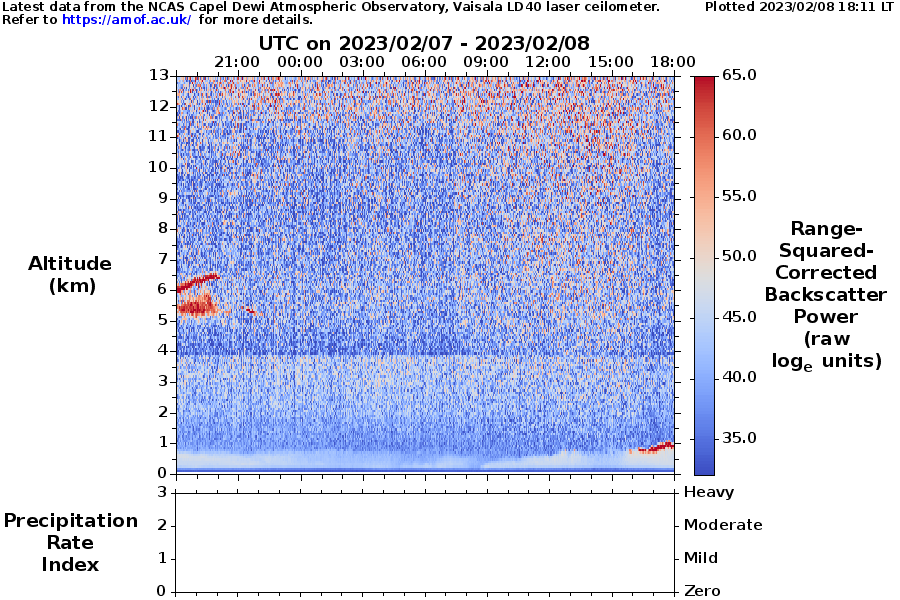 Latest data from the NCAS Capel Dewi Atmospheric Observatory, Vaisala LD40 laser ceilometer.
Plotted 2023/02/08 18:11 LT
Refer to https://amof.ac.uk/ for more details.
UTC on 2023/02/07 - 2023/02/08
21:00 00:00 03:00 06:00 09:00 12:00 15:00 18:00
13
12
11
10
9
8
7
6
5
4
3
2
1
0
Altitude
(km)
65.0
60.0
55.0
50.0
45.0
40.0
35.0
Range-
Squared-
Corrected
Backscatter
Power
(raw
logₑ units)
3
2
1
0
Precipitation
Rate
Index
Heavy
Moderate
Mild
Zero